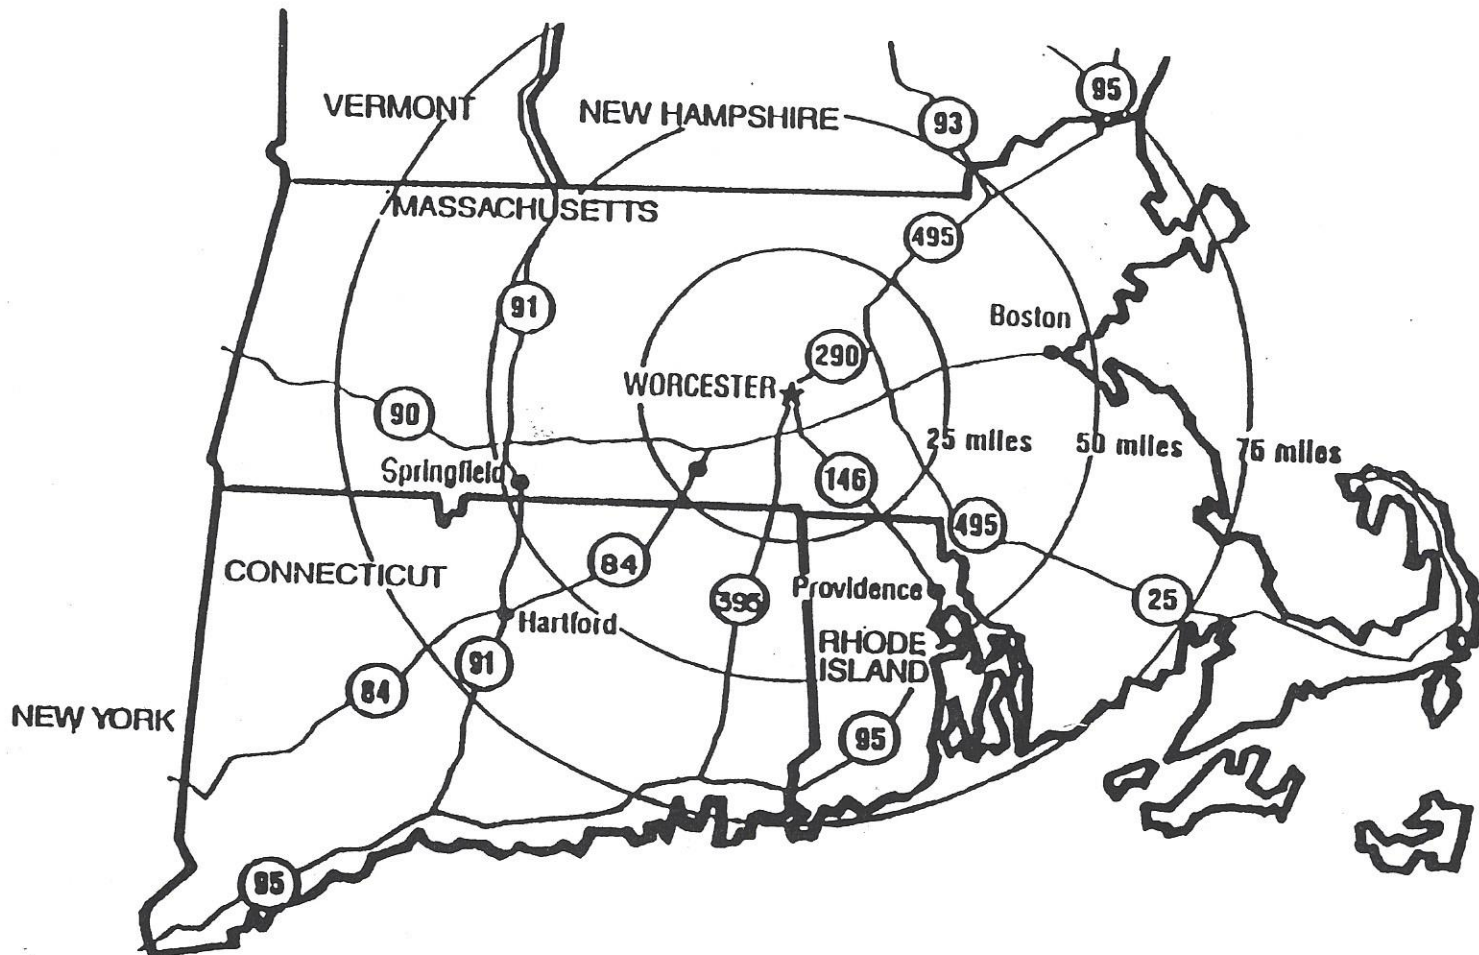 VERMONT
NEW HAMPSHIRE
93
95
MASSACHUSETTS
495
91
Boston
290
WORCESTER
90
25 miles
50 miles
75 miles
Springfield
146
495
84
CONNECTICUT
395
Providence
25
Hartford
RHODE
ISLAND
91
84
NEW YORK
95
95